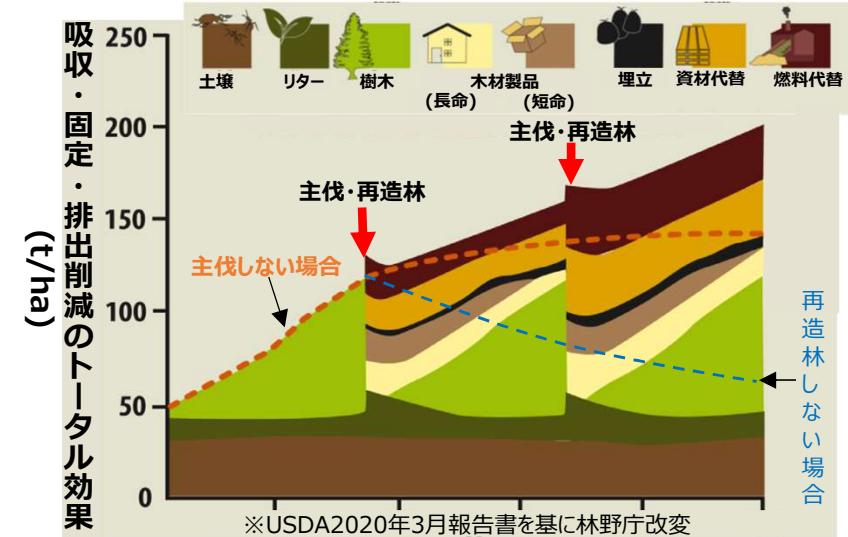 吸収・固定・排出削減のトータル効果
(t/ha)
250
200
150
100
50
0
土壌
リター
樹木
木材製品
(長命)
(短命)
埋立
資材代替
燃料代替
主伐・再造林
主伐・再造林
主伐しない場合
再造林しない場合
※USDA2020年3月報告書を基に林野庁改変